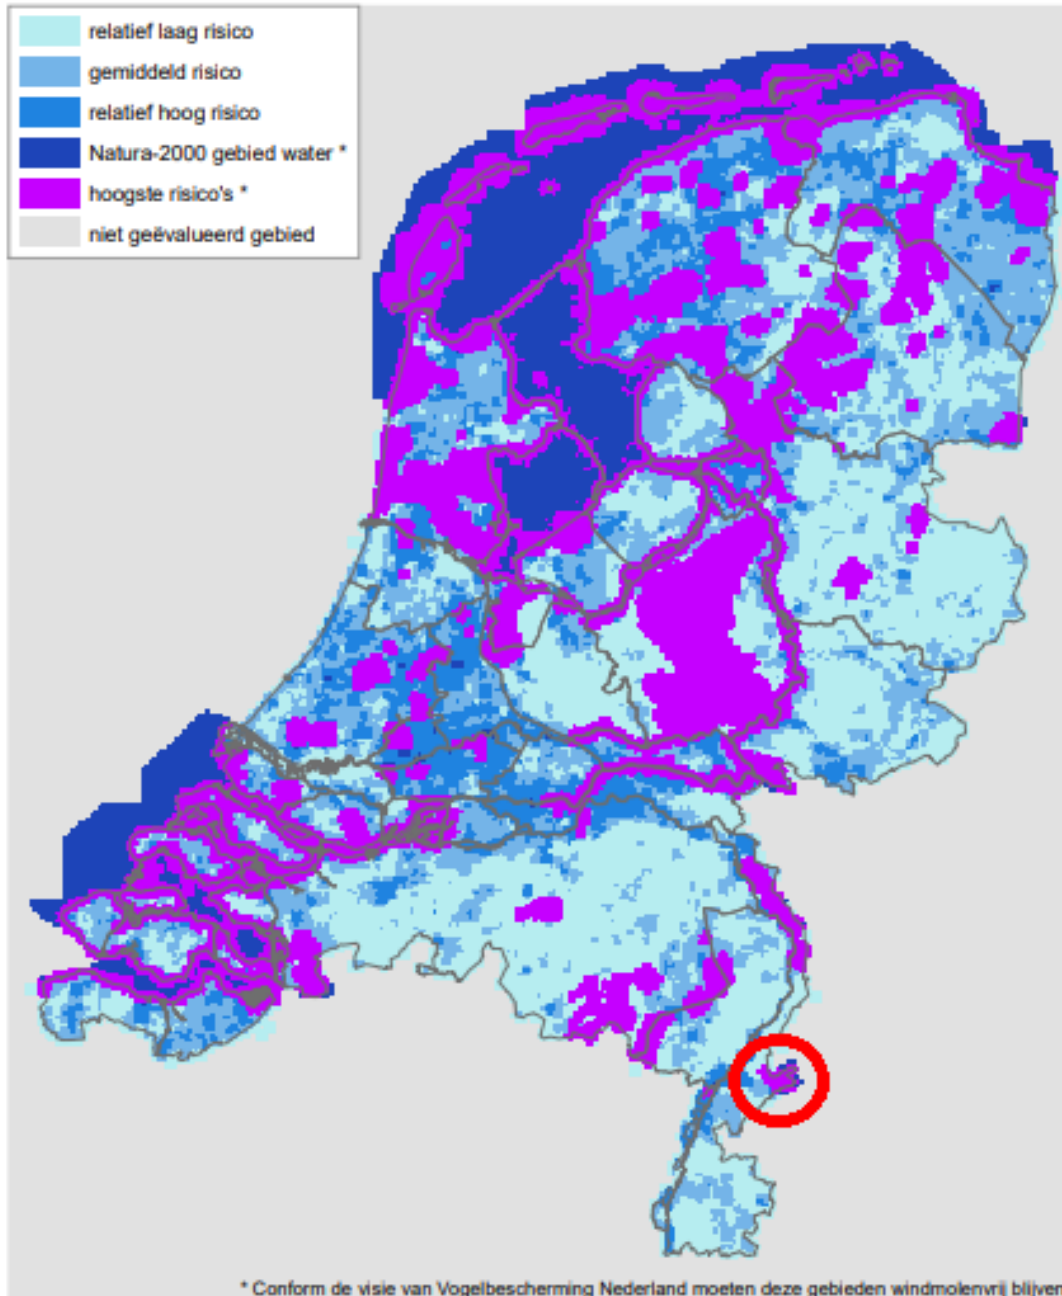 relatief laag risico
gemiddeld risico
relatief hoog risico
Natura-2000 gebied water *
hoogste risico's *
niet geëvalueerd gebied
* Conform de visie van Vogelbescherming Nederland moeten deze gebieden windmolenvrij blijven